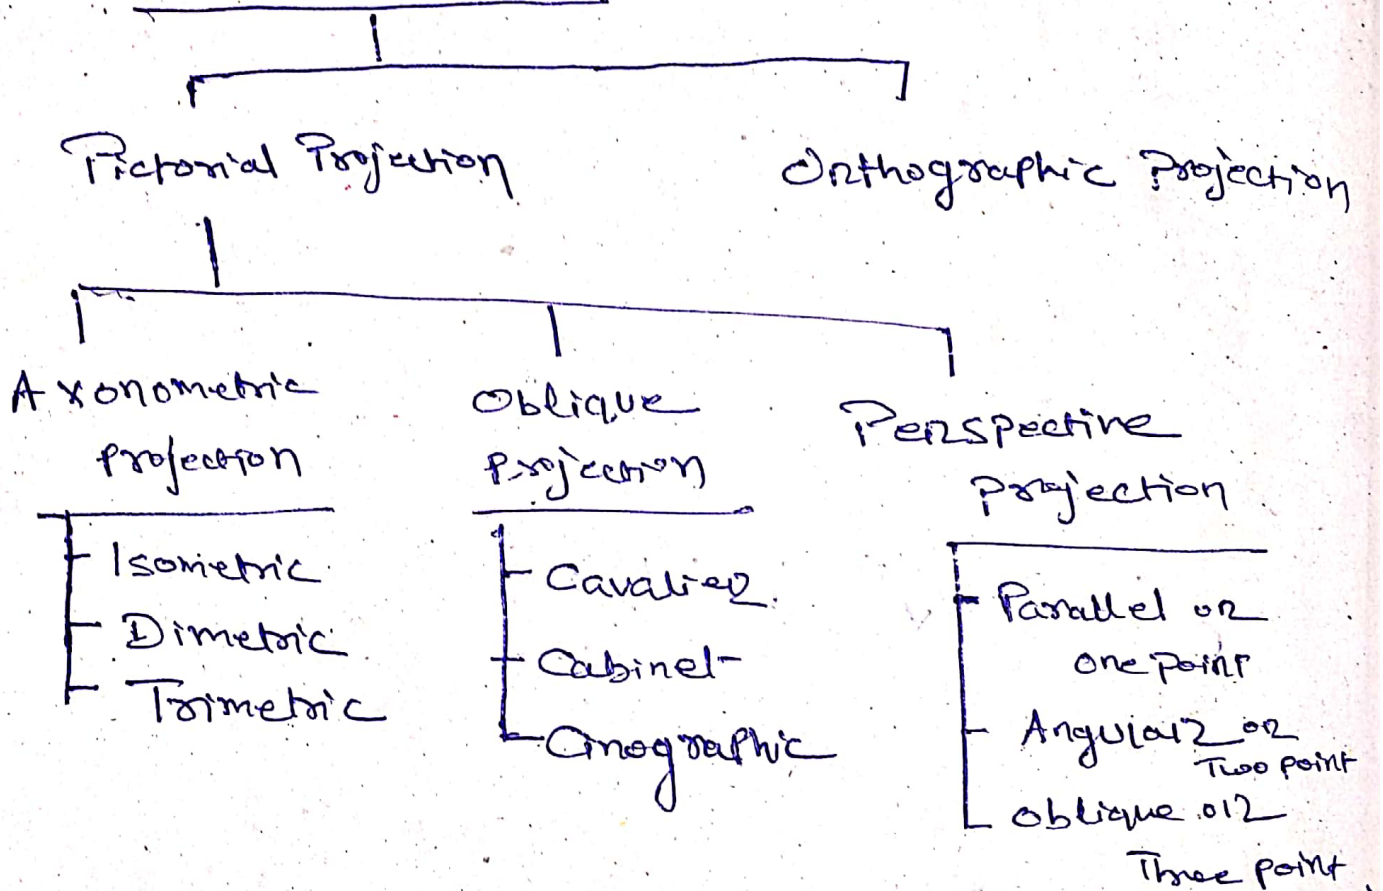 Pictorial Projection
Orthographic Projection
Axonometric
projection
Oblique
projection
Perspective
projection
Isometric
Dimetric
Trimetric
Cavalier
Cabinet
Parallel or
one point
Angular or
Two point
oblique or
Three point